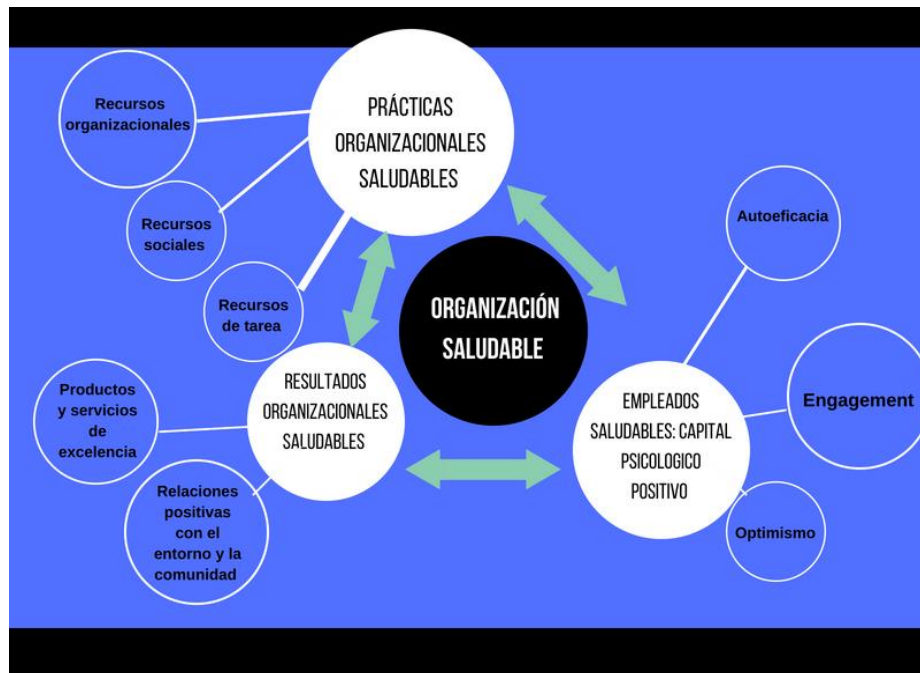 PRÁCTICAS
ORGANIZACIONALES
SALUDABLES
Recursos
organizacionales
Recursos
sociales
Recursos
de tarea
ORGANIZACIÓN
SALUDABLE
Autoeficacia
Engagement
Optimismo
EMPLEADOS
SALUDABLES: CAPITAL
PSICOLOGICO
POSITIVO
RESULTADOS
ORGANIZACIONALES
SALUDABLES
Productos
y servicios
de
excelencia
Relaciones
positivas
con el
entorno y la
comunidad